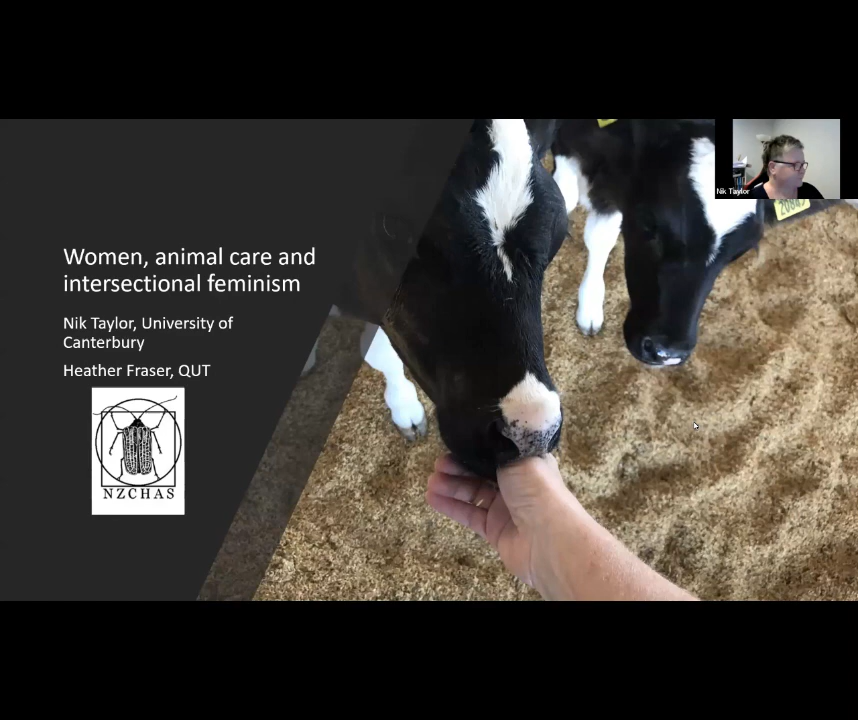 Women, animal care and
intersectional feminism
Nik Taylor, University of
Canterbury
Heather Fraser, QUT
NZCHAS
Nik Taylor